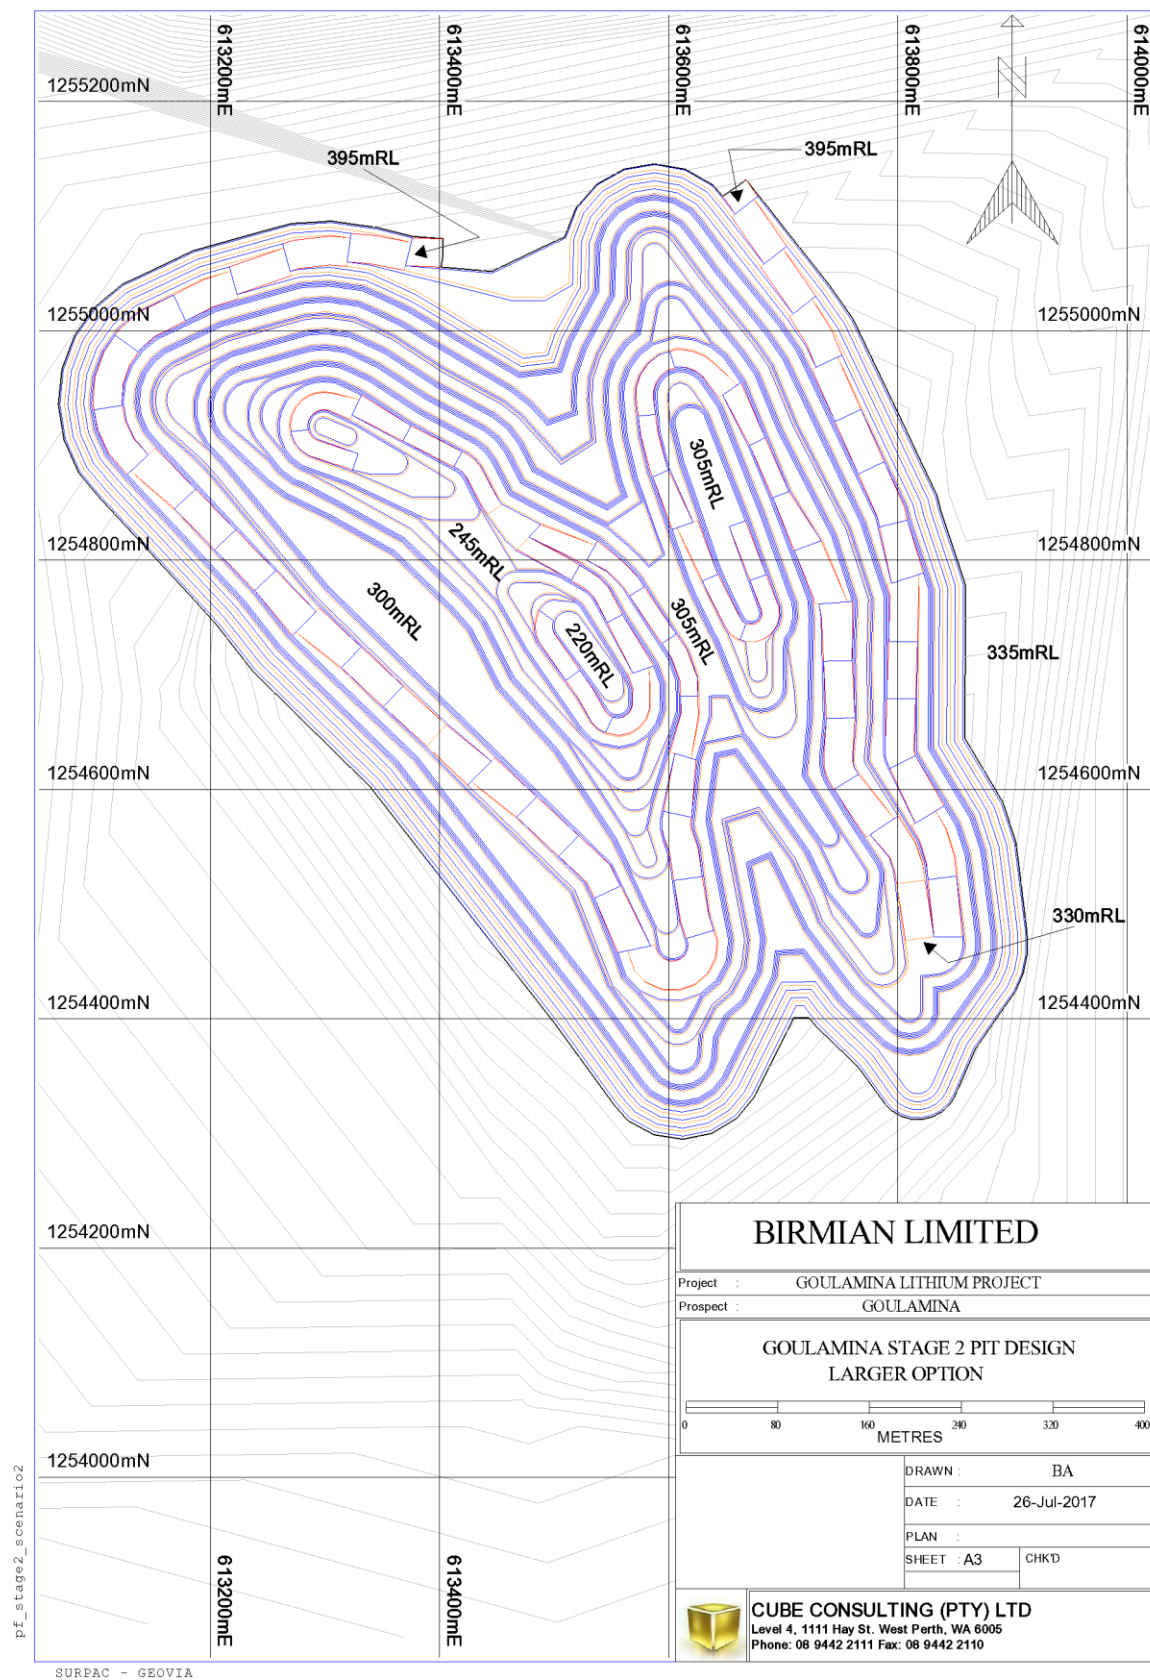 613200mE
613400mE
613600mE
613800mE
614000mE
1255200mN
395mRL
395mRL
1255000mN
1255000mN
305mRL
1254800mN
1254800mN
245mRL
300mRL
305mRL
220mRL
335mRL
1254600mN
1254600mN
330mRL
1254400mN
1254400mN
1254200mN
1254000mN
613200mE
613400mE
BIRMIAN LIMITED
Project : GOULAMINA LITHIUM PROJECT
Prospect : GOULAMINA
GOULAMINA STAGE 2 PIT DESIGN
LARGER OPTION
0 80 160 240 320 400
METRES
DRAWN : BA
DATE : 26-Jul-2017
PLAN :
SHEET : A3 CHK'D
CUBE CONSULTING (PTY) LTD
Level 4, 1111 Hay St. West Perth, WA 6005
Phone: 08 9442 2111 Fax: 08 9442 2110
pf_stage2_scenario2
SURPAC - GEOVIA